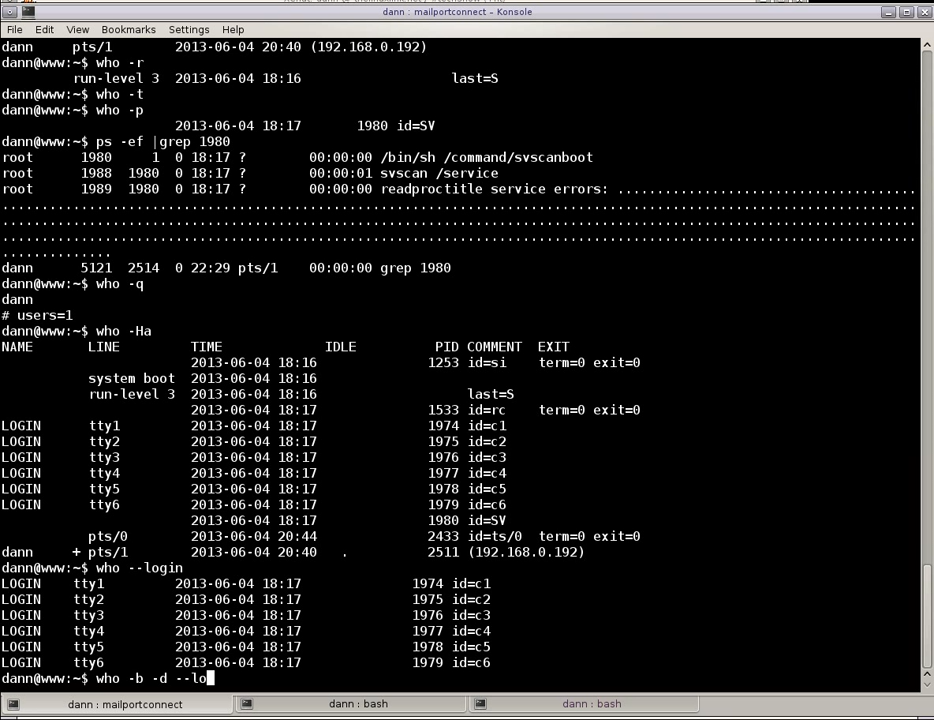 dann : mailportconnect - Konsole
File Edit View Bookmarks Settings Help
dann     pts/1        2013-06-04 20:40 (192.168.0.192)
dann@www:~$ who -r
         run-level 3  2013-06-04 18:16                   last=S
dann@www:~$ who -t
dann@www:~$ who -p
                      2013-06-04 18:17       1980 id=SV
dann@www:~$ ps -ef |grep 1980
root      1980     1  0 18:17 ?        00:00:00 /bin/sh /command/svscanboot
root      1988  1980  0 18:17 ?        00:00:01 svscan /service
root      1989  1980  0 18:17 ?        00:00:00 readproctitle service errors: ......................................
....................................................................................................................
....................................................................................................................
....................................................................................................................
..............
dann      5121  2514  0 22:29 pts/1    00:00:00 grep 1980
dann@www:~$ who -q
dann
# users=1
dann@www:~$ who -Ha
NAME       LINE         TIME             IDLE          PID COMMENT  EXIT
                        2013-06-04 18:16              1253 id=si    term=0 exit=0
           system boot  2013-06-04 18:16
           run-level 3  2013-06-04 18:16                   last=S
                        2013-06-04 18:17              1533 id=rc    term=0 exit=0
LOGIN      tty1         2013-06-04 18:17              1974 id=c1
LOGIN      tty2         2013-06-04 18:17              1975 id=c2
LOGIN      tty3         2013-06-04 18:17              1976 id=c3
LOGIN      tty4         2013-06-04 18:17              1977 id=c4
LOGIN      tty5         2013-06-04 18:17              1978 id=c5
LOGIN      tty6         2013-06-04 18:17              1979 id=c6
                        2013-06-04 18:17              1980 id=SV
           pts/0        2013-06-04 20:44              2433 id=ts/0  term=0 exit=0
dann     + pts/1        2013-06-04 20:40   .          2511 (192.168.0.192)
dann@www:~$ who --login
LOGIN    tty1         2013-06-04 18:17              1974 id=c1
LOGIN    tty2         2013-06-04 18:17              1975 id=c2
LOGIN    tty3         2013-06-04 18:17              1976 id=c3
LOGIN    tty4         2013-06-04 18:17              1977 id=c4
LOGIN    tty5         2013-06-04 18:17              1978 id=c5
LOGIN    tty6         2013-06-04 18:17              1979 id=c6
dann@www:~$ who -b -d --lo
dann : mailportconnect dann : bash dann : bash